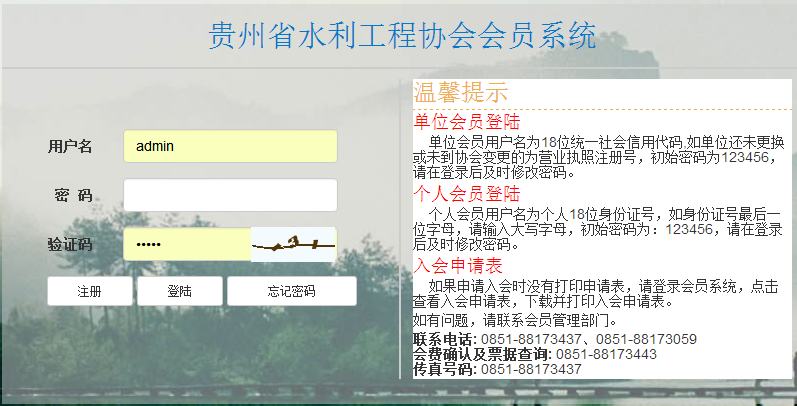 贵州省水利工程协会会员系统
用户名 admin
密 码
验证码 •••••
注册 登陆 忘记密码
温馨提示
单位会员登陆
单位会员用户名为18位统一社会信用代码,如单位还未更换
或未到协会变更的为营业执照注册号，初始密码为123456，
请在登录后及时修改密码。
个人会员登陆
个人会员用户名为个人18位身份证号，如身份证号最后一
位字母，请输入大写字母，初始密码为：123456，请在登录
后及时修改密码。
入会申请表
如果申请入会时没有打印申请表，请登录会员系统，点击
查看入会申请表，下载并打印入会申请表。
如有问题，请联系会员管理部门。
联系电话: 0851-88173437、0851-88173059
会费确认及票据查询: 0851-88173443
传真号码: 0851-88173437